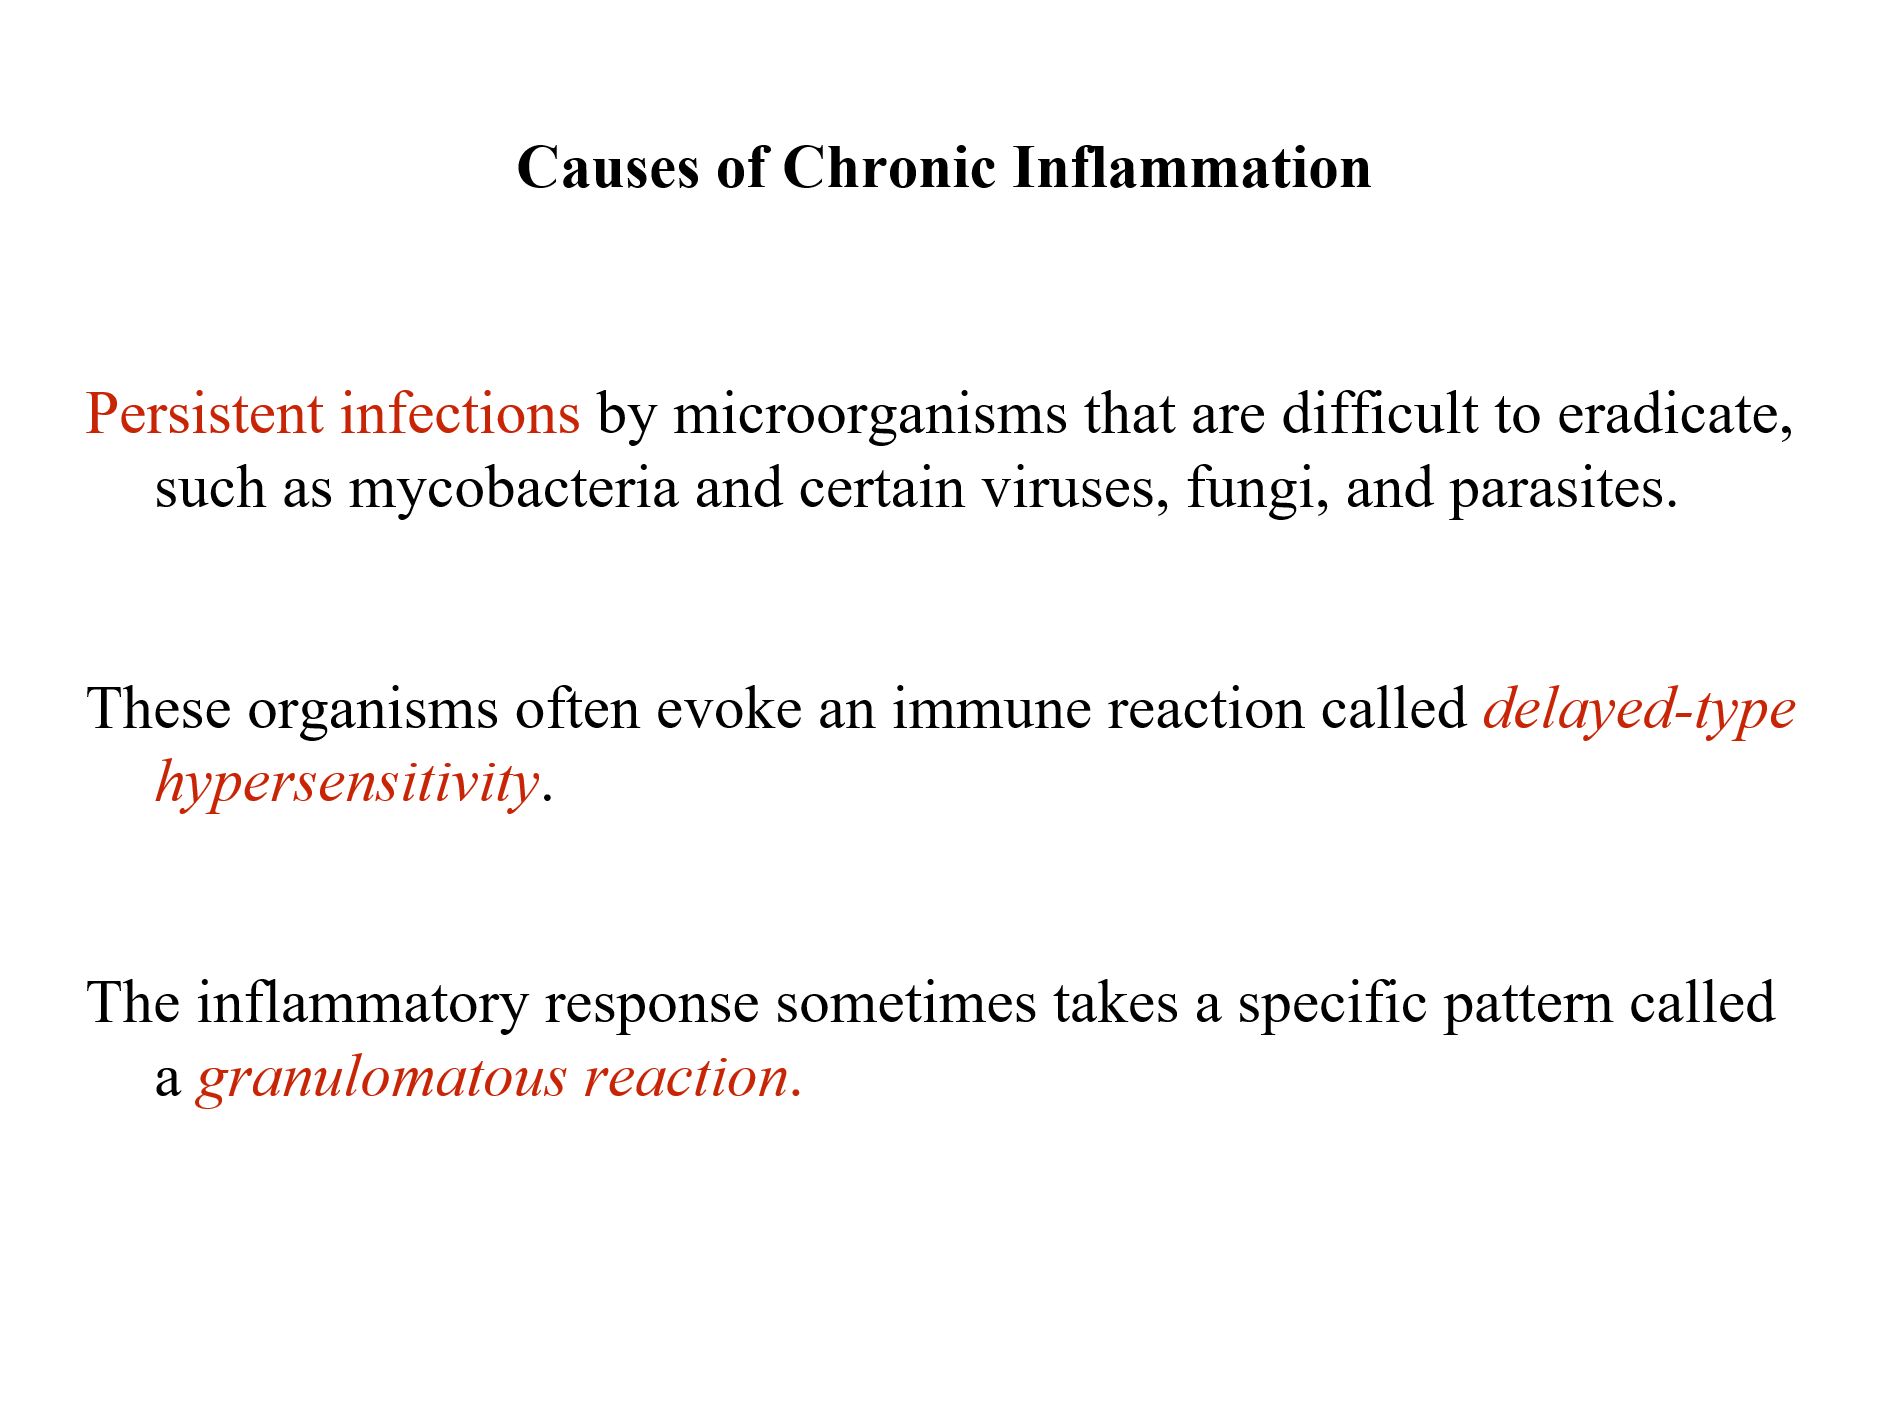 Causes of Chronic Inflammation
Persistent infections by microorganisms that are difficult to eradicate,
such as mycobacteria and certain viruses, fungi, and parasites.
These organisms often evoke an immune reaction called delayed-type
hypersensitivity.
The inflammatory response sometimes takes a specific pattern called
a granulomatous reaction.